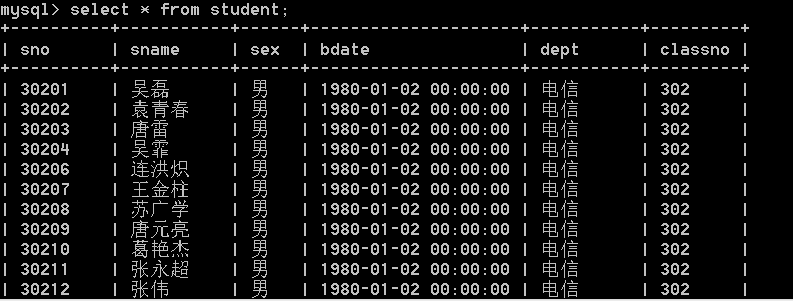 mysql> select * from student;
+----------+-----------+------+---------------------+-----------+---------+
| sno | sname | sex | bdate | dept | classno |
+----------+-----------+------+---------------------+-----------+---------+
| 30201 | 吴磊 | 男 | 1980-01-02 00:00:00 | 电信 | 302 |
| 30202 | 袁青春 | 男 | 1980-01-02 00:00:00 | 电信 | 302 |
| 30203 | 唐雷 | 男 | 1980-01-02 00:00:00 | 电信 | 302 |
| 30204 | 吴霏 | 男 | 1980-01-02 00:00:00 | 电信 | 302 |
| 30206 | 连洪炽 | 男 | 1980-01-02 00:00:00 | 电信 | 302 |
| 30207 | 王金柱 | 男 | 1980-01-02 00:00:00 | 电信 | 302 |
| 30208 | 苏广学 | 男 | 1980-01-02 00:00:00 | 电信 | 302 |
| 30209 | 唐元亮 | 男 | 1980-01-02 00:00:00 | 电信 | 302 |
| 30210 | 葛艳杰 | 男 | 1980-01-02 00:00:00 | 电信 | 302 |
| 30211 | 张永超 | 男 | 1980-01-02 00:00:00 | 电信 | 302 |
| 30212 | 张伟 | 男 | 1980-01-02 00:00:00 | 电信 | 302 |